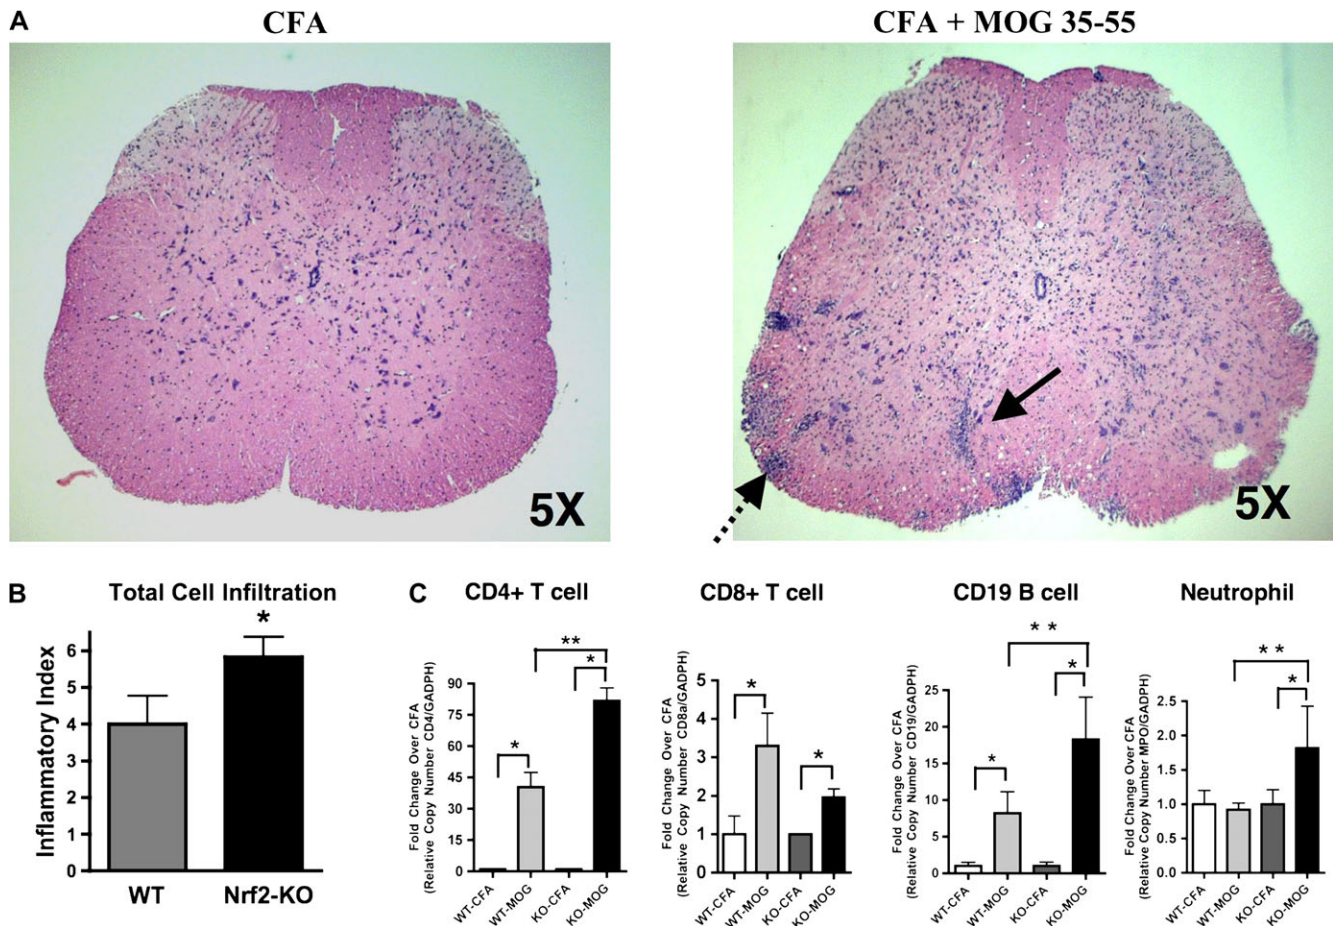 A
CFA
CFA + MOG 35-55
5X
5X
B
Total Cell Infiltration
*
Inflammatory Index
6
5
4
3
2
1
0
WT
Nrf2-KO
C
CD4+ T cell
**
*
*
Fold Change Over CFA
(Relative Copy Number CD4/GADPH)
90
75
60
45
30
15
0
WT-CFA
WT-MOG
KO-CFA
KO-MOG
CD8+ T cell
*
*
Fold Change Over CFA
(Relative Copy Number CD8a/GADPH)
5
4
3
2
1
0
WT-CFA
WT-MOG
KO-CFA
KO-MOG
CD19 B cell
* *
*
*
Fold Change Over CFA
(Relative Copy Number CD19/GADPH)
25
20
15
10
5
0
WT-CFA
WT-MOG
KO-CFA
KO-MOG
Neutrophil
* *
*
Fold Change Over CFA
(Relative Copy Number MPO/GADPH)
2.5
2.0
1.5
1.0
0.5
0.0
WT-CFA
WT-MOG
KO-CFA
KO-MOG